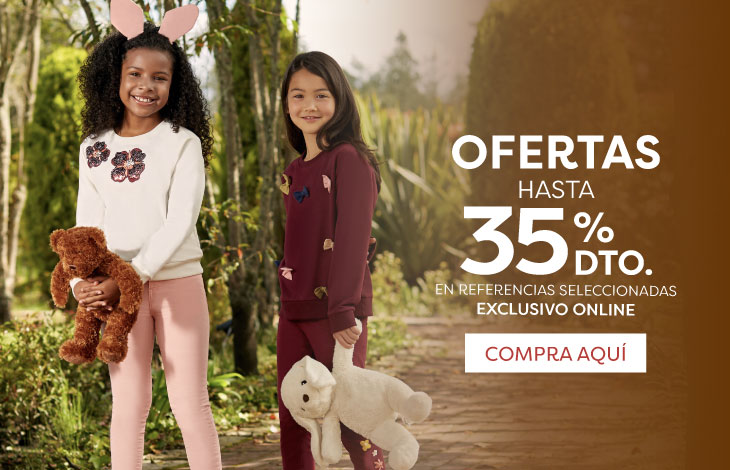 OFERTAS
HASTA
35%
DTO.
EN REFERENCIAS SELECCIONADAS
EXCLUSIVO ONLINE
COMPRA AQUÍ